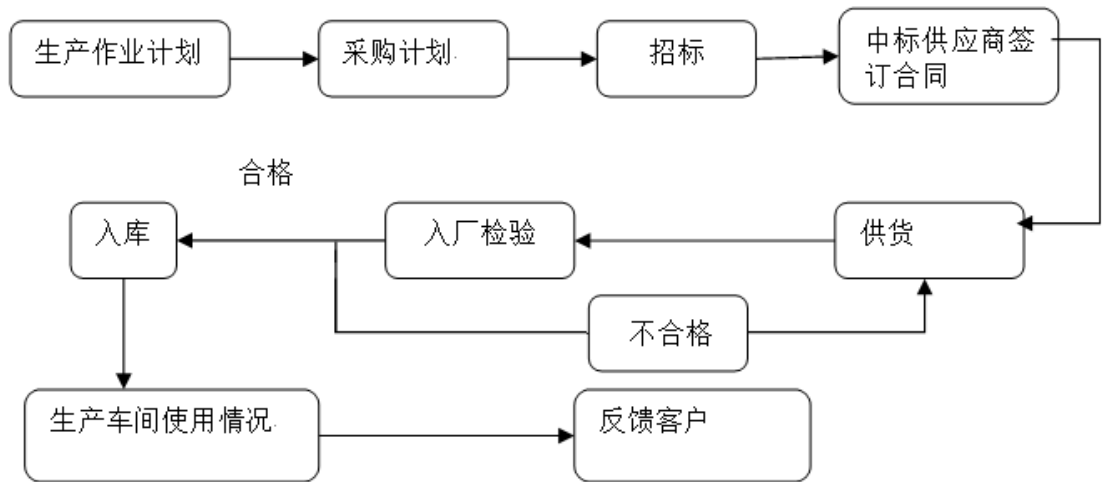 生产作业计划
采购计划
招标
中标供应商签
订合同
合格
入库
入厂检验
供货
不合格
生产车间使用情况
反馈客户